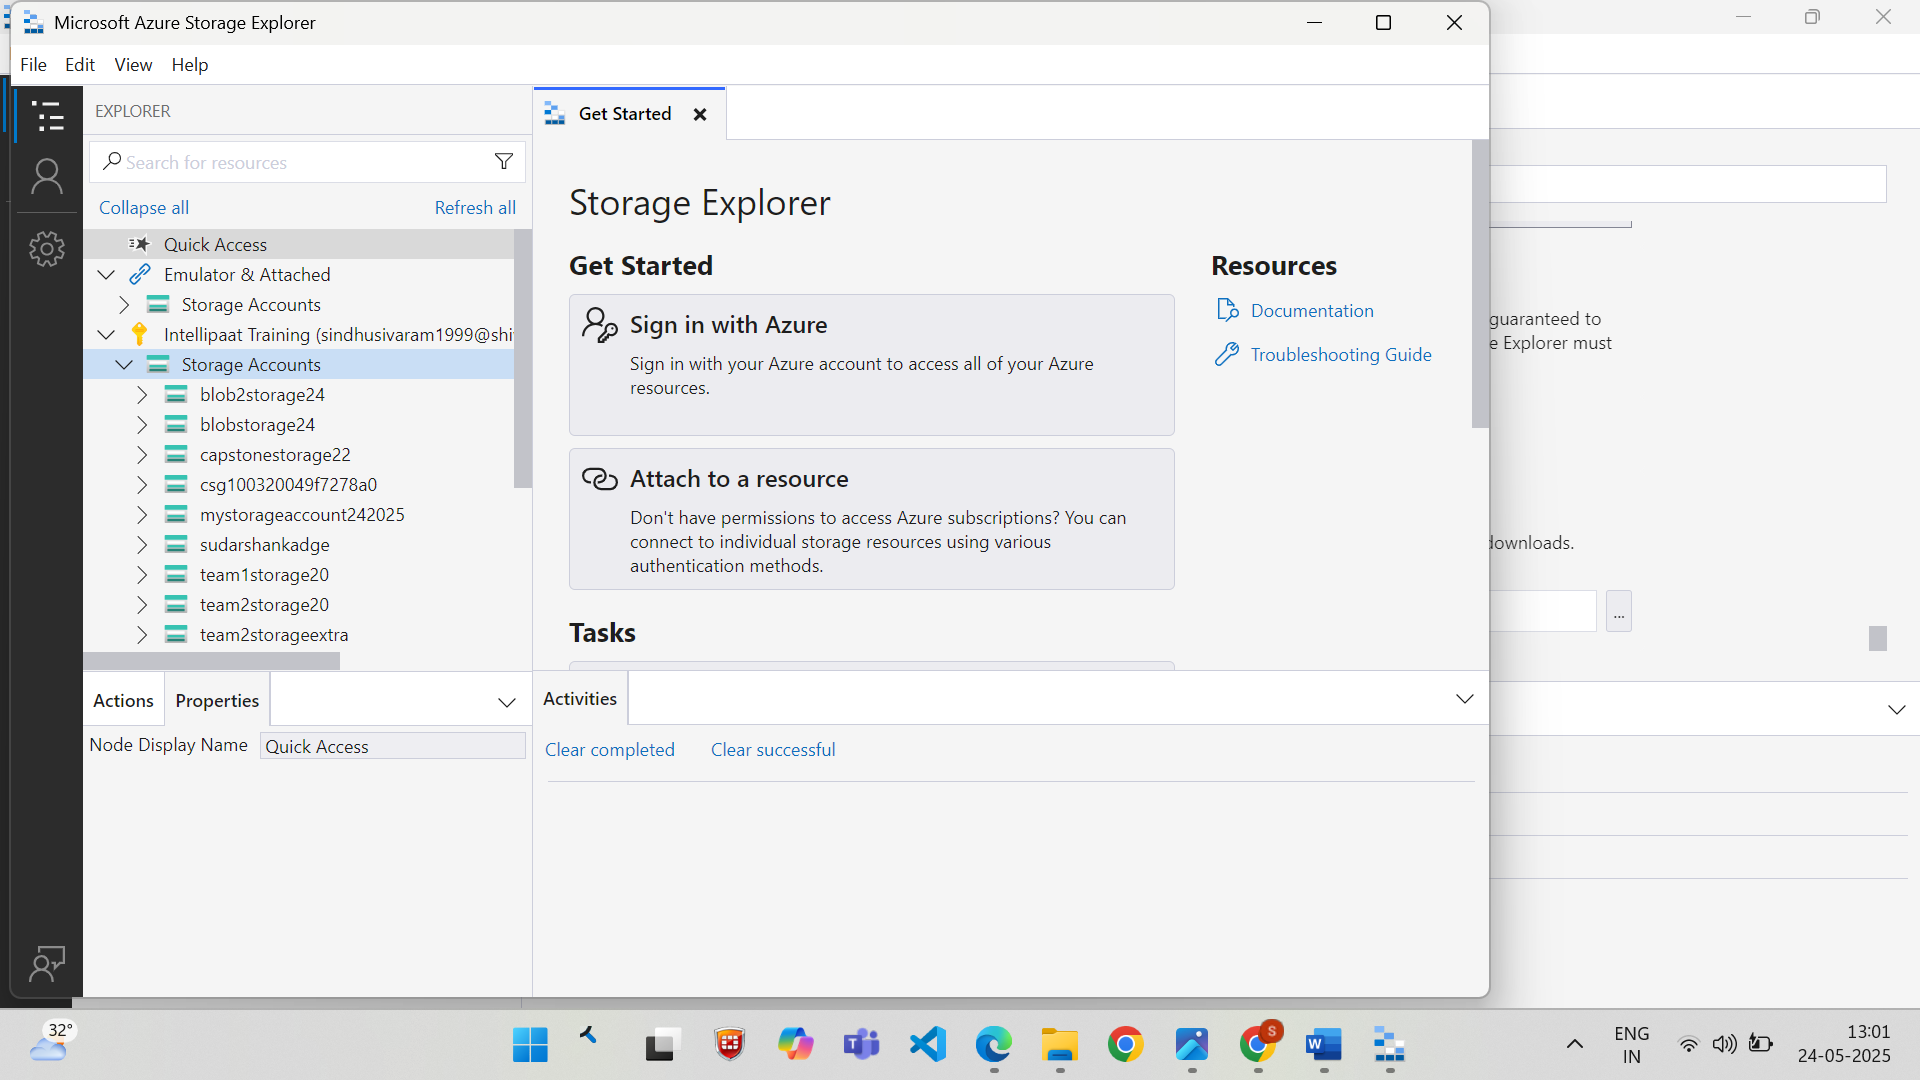 Microsoft Azure Storage Explorer
File Edit View Help
EXPLORER
Search for resources
Collapse all Refresh all
Quick Access
Emulator & Attached
Storage Accounts
Intellipaat Training (sindhusivaram1999@shi
Storage Accounts
blob2storage24
blobstorage24
capstonestorage22
csg100320049f7278a0
mystorageaccount242025
sudarshankadge
team1storage20
team2storage20
team2storageextra
Actions Properties
Node Display Name Quick Access
Get Started
Storage Explorer
Get Started
Sign in with Azure
Sign in with your Azure account to access all of your Azure
resources.
Attach to a resource
Don't have permissions to access Azure subscriptions? You can
connect to individual storage resources using various
authentication methods.
Tasks
Resources
Documentation
Troubleshooting Guide
Activities
Clear completed Clear successful
guaranteed to
e Explorer must
downloads.
...
32°
S
ENG
IN
13:01
24-05-2025